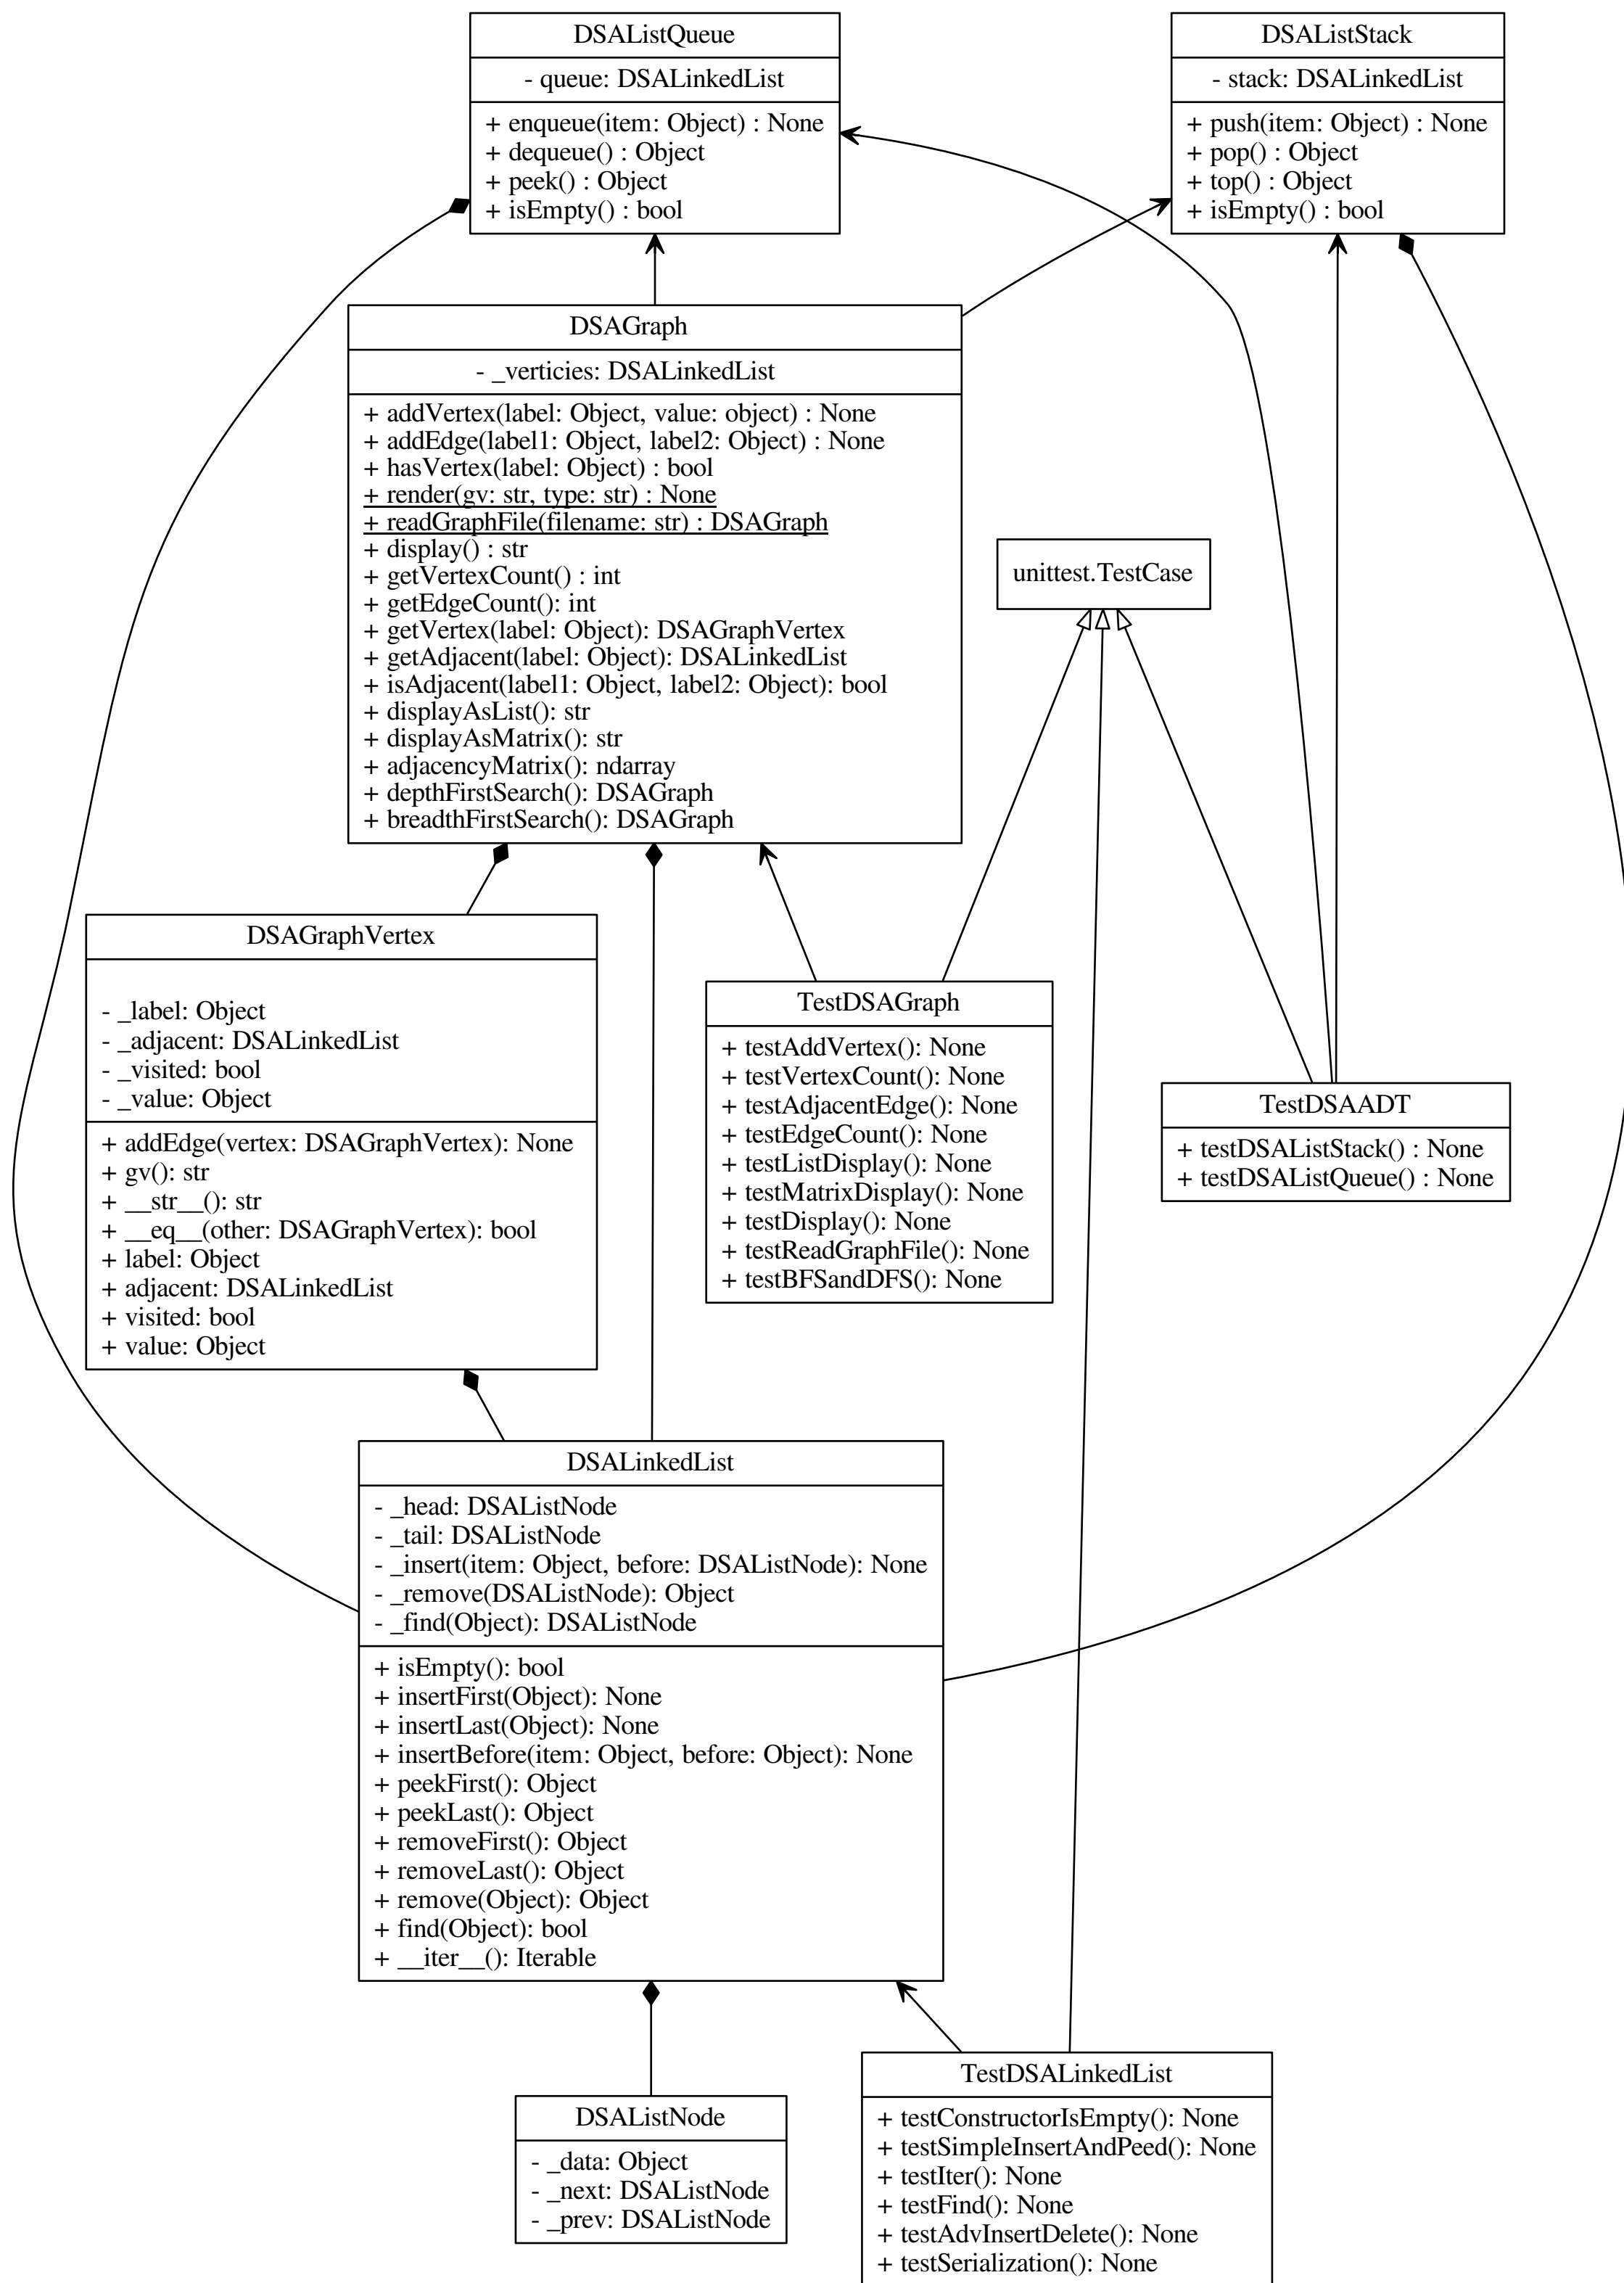 DSAListQueue
- queue: DSALinkedList
+ enqueue(item: Object) : None
+ dequeue() : Object
+ peek() : Object
+ isEmpty() : bool
DSAListStack
- stack: DSALinkedList
+ push(item: Object) : None
+ pop() : Object
+ top() : Object
+ isEmpty() : bool
DSAGraph
- _verticies: DSALinkedList
+ addVertex(label: Object, value: object) : None
+ addEdge(label1: Object, label2: Object) : None
+ hasVertex(label: Object) : bool
+ render(gv: str, type: str) : None
+ readGraphFile(filename: str) : DSAGraph
+ display() : str
+ getVertexCount() : int
+ getEdgeCount(): int
+ getVertex(label: Object): DSAGraphVertex
+ getAdjacent(label: Object): DSALinkedList
+ isAdjacent(label1: Object, label2: Object): bool
+ displayAsList(): str
+ displayAsMatrix(): str
+ adjacencyMatrix(): ndarray
+ depthFirstSearch(): DSAGraph
+ breadthFirstSearch(): DSAGraph
unittest.TestCase
DSAGraphVertex
- _label: Object
- _adjacent: DSALinkedList
- _visited: bool
- _value: Object
+ addEdge(vertex: DSAGraphVertex): None
+ gv(): str
+ __str__(): str
+ __eq__(other: DSAGraphVertex): bool
+ label: Object
+ adjacent: DSALinkedList
+ visited: bool
+ value: Object
TestDSAGraph
+ testAddVertex(): None
+ testVertexCount(): None
+ testAdjacentEdge(): None
+ testEdgeCount(): None
+ testListDisplay(): None
+ testMatrixDisplay(): None
+ testDisplay(): None
+ testReadGraphFile(): None
+ testBFSandDFS(): None
TestDSAADT
+ testDSAListStack() : None
+ testDSAListQueue() : None
DSALinkedList
- _head: DSAListNode
- _tail: DSAListNode
- _insert(item: Object, before: DSAListNode): None
- _remove(DSAListNode): Object
- _find(Object): DSAListNode
+ isEmpty(): bool
+ insertFirst(Object): None
+ insertLast(Object): None
+ insertBefore(item: Object, before: Object): None
+ peekFirst(): Object
+ peekLast(): Object
+ removeFirst(): Object
+ removeLast(): Object
+ remove(Object): Object
+ find(Object): bool
+ __iter__(): Iterable
DSAListNode
- _data: Object
- _next: DSAListNode
- _prev: DSAListNode
TestDSALinkedList
+ testConstructorIsEmpty(): None
+ testSimpleInsertAndPeed(): None
+ testIter(): None
+ testFind(): None
+ testAdvInsertDelete(): None
+ testSerialization(): None